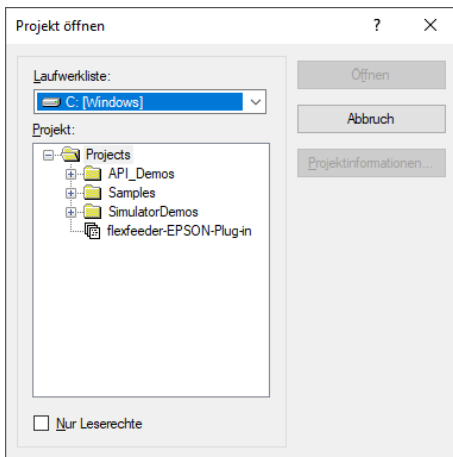 Projekt öffnen ?
Laufwerkliste:
C: [Windows]
Projekt:
Projects
API_Demos
Samples
SimulatorDemos
flexfeeder-EPSON-Plug-in
Nur Leserechte
Öffnen
Abbruch
Projektinformationen...